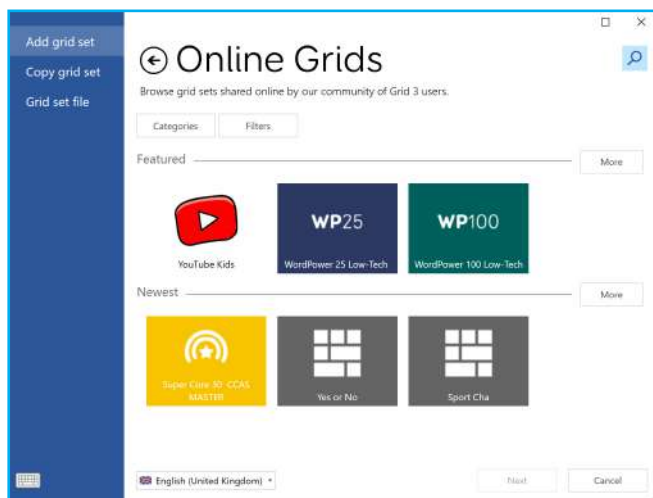 Add grid set
Copy grid set
Grid set file
Online Grids
Browse grid sets shared online by our community of Grid 3 users.
Categories
Filters
Featured
More
YouTube Kids
WP25
WordPower 25 Low-Tech
WP100
WordPower 100 Low-Tech
Newest
More
Super Core 30 CCAS
MASTER
Yes or No
Sport Cha
English (United Kingdom)
Next
Cancel